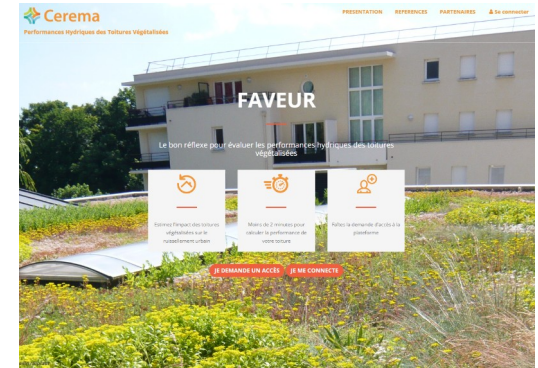 Cerema
Performances Hydriques des Toitures Végétalisées
PRESENTATION REFERENCES PARTENAIRES Se connecter
FAVEUR
Le bon réflexe pour évaluer les performances hydriques des toitures
végétalisées
Estimez l'impact des toitures
végétalisées sur le
ruissellement urbain
Moins de 2 minutes pour
calculer la performance de
votre toiture
Faites la demande d'accès à la
plateforme
JE DEMANDE UN ACCÈS JE ME CONNECTE